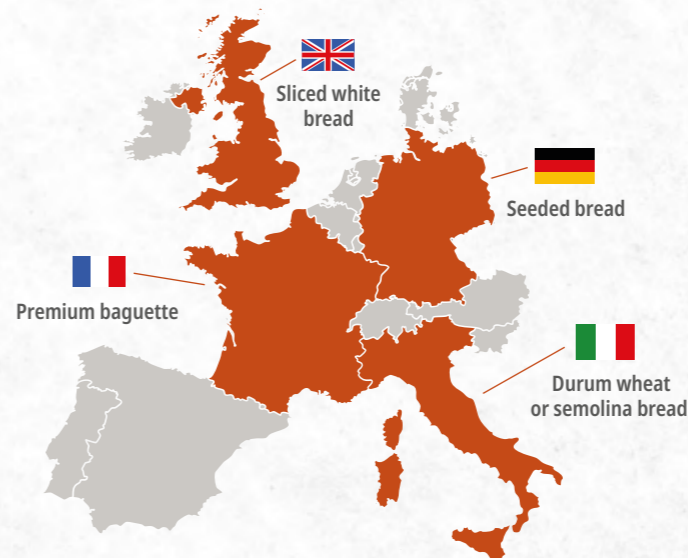 Sliced white
bread
Seeded bread
Premium baguette
Durum wheat
or semolina bread